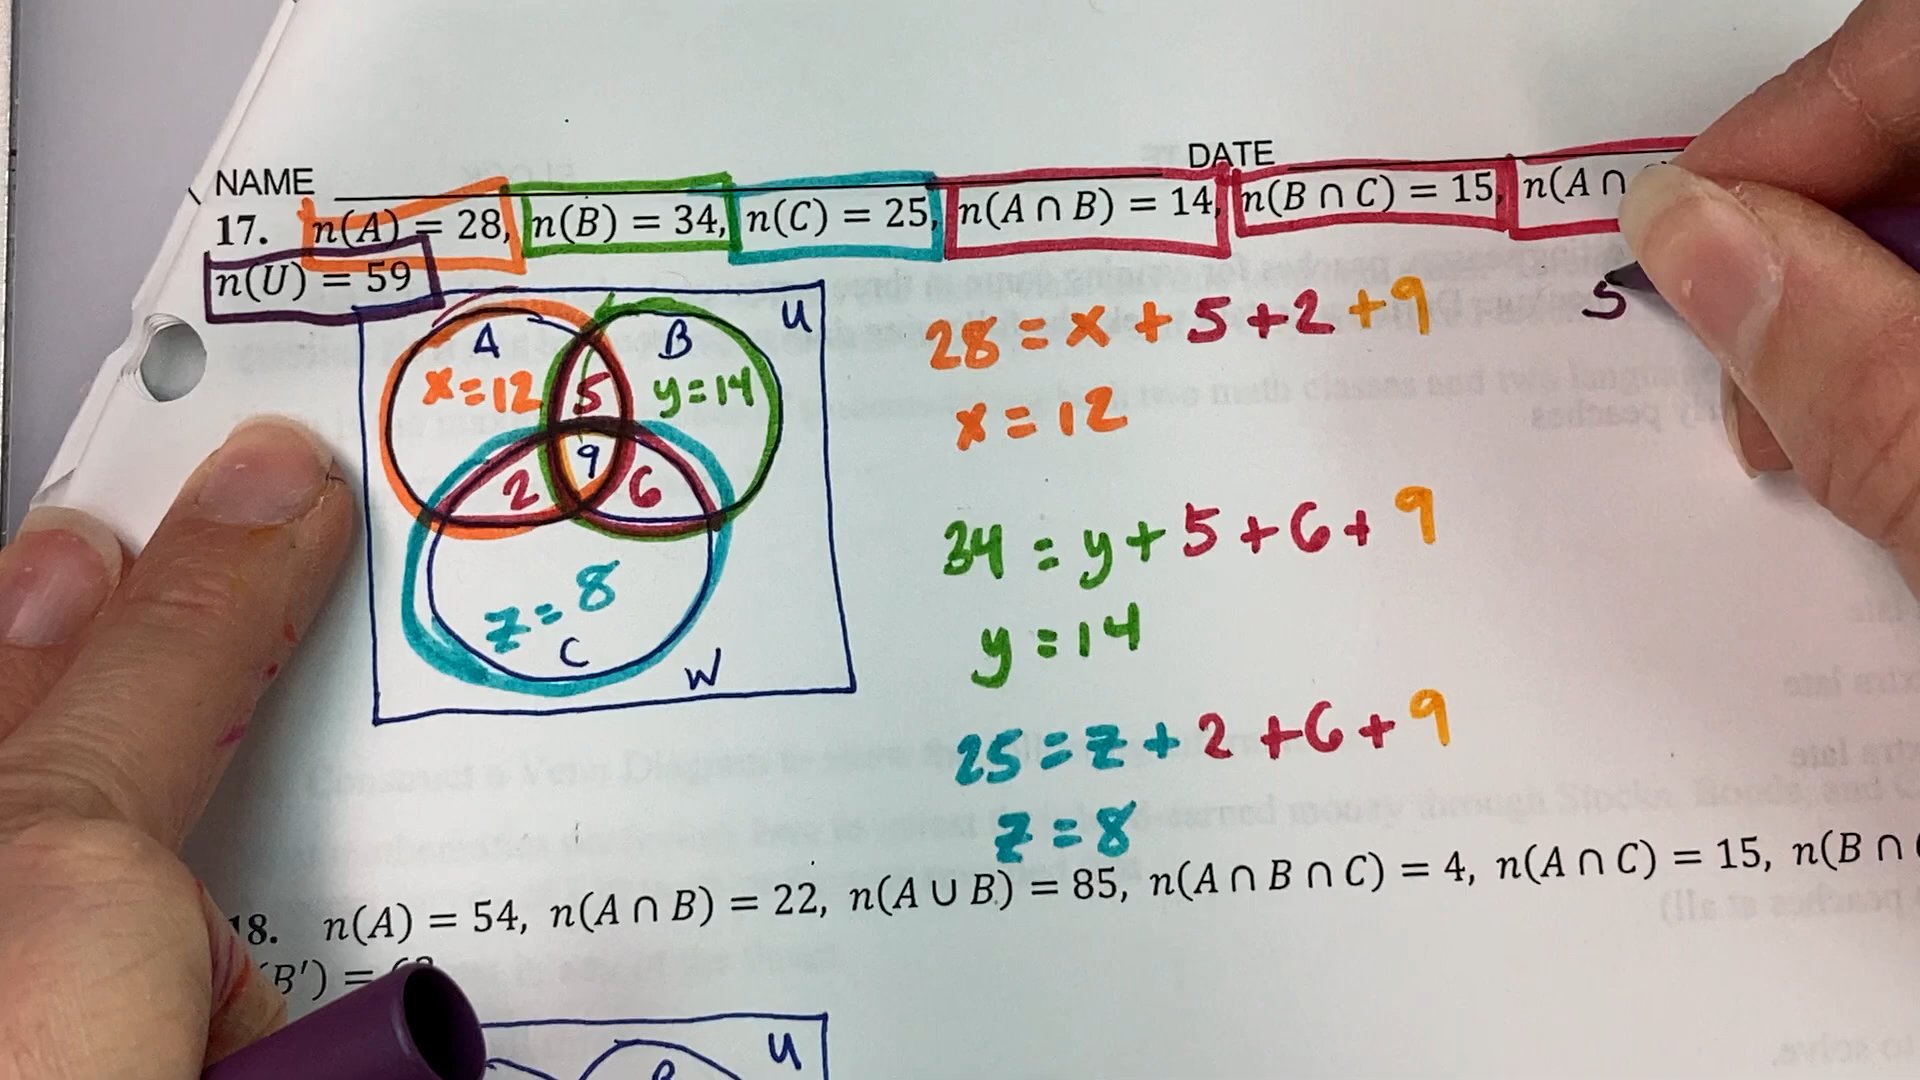 NAME DATE
17. n(A) = 28, n(B) = 34, n(C) = 25, n(A ∩ B) = 14, n(B ∩ C) = 15, n(A ∩
n(U) = 59
A B U
x=12 5 y=14
9
2 6
z=8
C W
28 = x + 5 + 2 + 9
x = 12
34 = y + 5 + 6 + 9
y = 14
25 = z + 2 + 6 + 9
z = 8
5
18. n(A) = 54, n(A ∩ B) = 22, n(A ∪ B) = 85, n(A ∩ B ∩ C) = 4, n(A ∩ C) = 15, n(B ∩
(B′) =
U
B